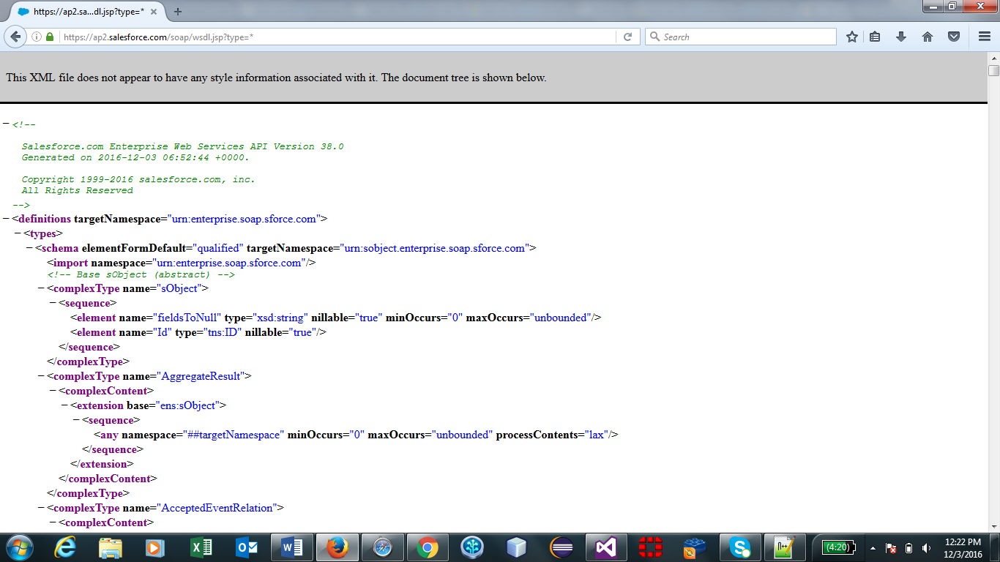 https://ap2.sa...dl.jsp?type=*
https://ap2.salesforce.com/soap/wsdl.jsp?type=*
Search
This XML file does not appear to have any style information associated with it. The document tree is shown below.
<!--
Salesforce.com Enterprise Web Services API Version 38.0
Generated on 2016-12-03 06:52:44 +0000.
Copyright 1999-2016 salesforce.com, inc.
All Rights Reserved
-->
<definitions targetNamespace="urn:enterprise.soap.sforce.com">
<types>
<schema elementFormDefault="qualified" targetNamespace="urn:sobject.enterprise.soap.sforce.com">
<import namespace="urn:enterprise.soap.sforce.com"/>
<!-- Base sObject (abstract) -->
<complexType name="sObject">
<sequence>
<element name="fieldsToNull" type="xsd:string" nillable="true" minOccurs="0" maxOccurs="unbounded"/>
<element name="Id" type="tns:ID" nillable="true"/>
</sequence>
</complexType>
<complexType name="AggregateResult">
<complexContent>
<extension base="ens:sObject">
<sequence>
<any namespace="##targetNamespace" minOccurs="0" maxOccurs="unbounded" processContents="lax"/>
</sequence>
</extension>
</complexContent>
</complexType>
<complexType name="AcceptedEventRelation">
<complexContent>
(4:20)
12:22 PM
12/3/2016